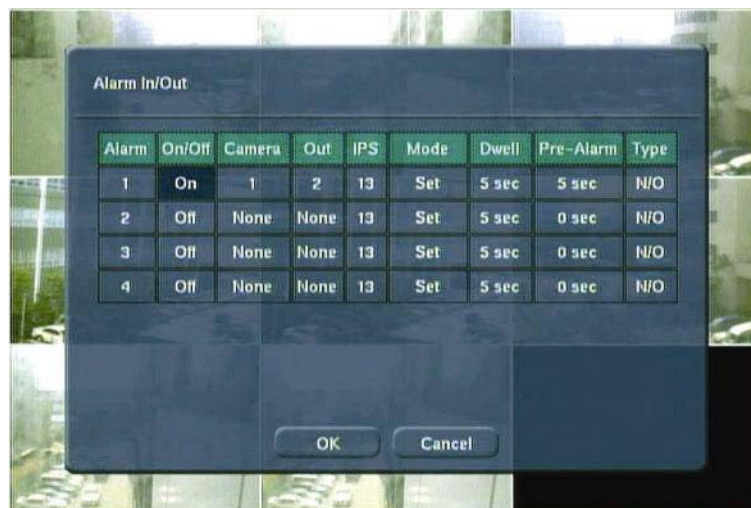 Alarm In/Out
Alarm On/Off Camera Out IPS Mode Dwell Pre-Alarm Type
1 On 1 2 13 Set 5 sec 5 sec N/O
2 Off None None 13 Set 5 sec 0 sec N/O
3 Off None None 13 Set 5 sec 0 sec N/O
4 Off None None 13 Set 5 sec 0 sec N/O
OK Cancel